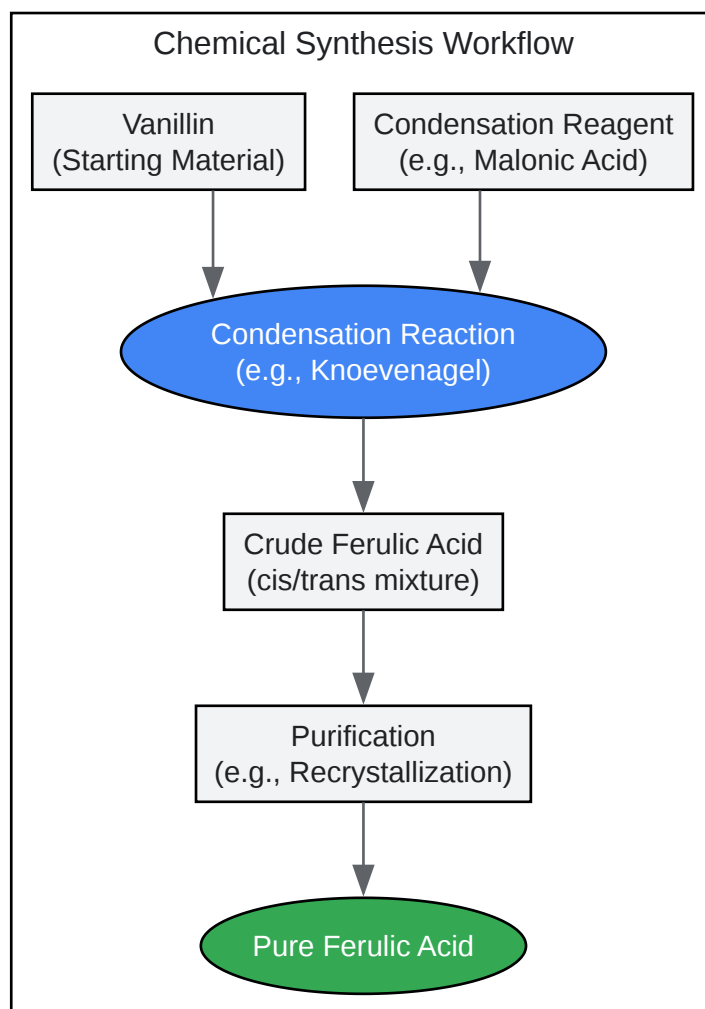 Chemical Synthesis Workflow
Vanillin
(Starting Material)
Condensation Reagent
(e.g., Malonic Acid)
Condensation Reaction
(e.g., Knoevenagel)
Crude Ferulic Acid
(cis/trans mixture)
Purification
(e.g., Recrystallization)
Pure Ferulic Acid